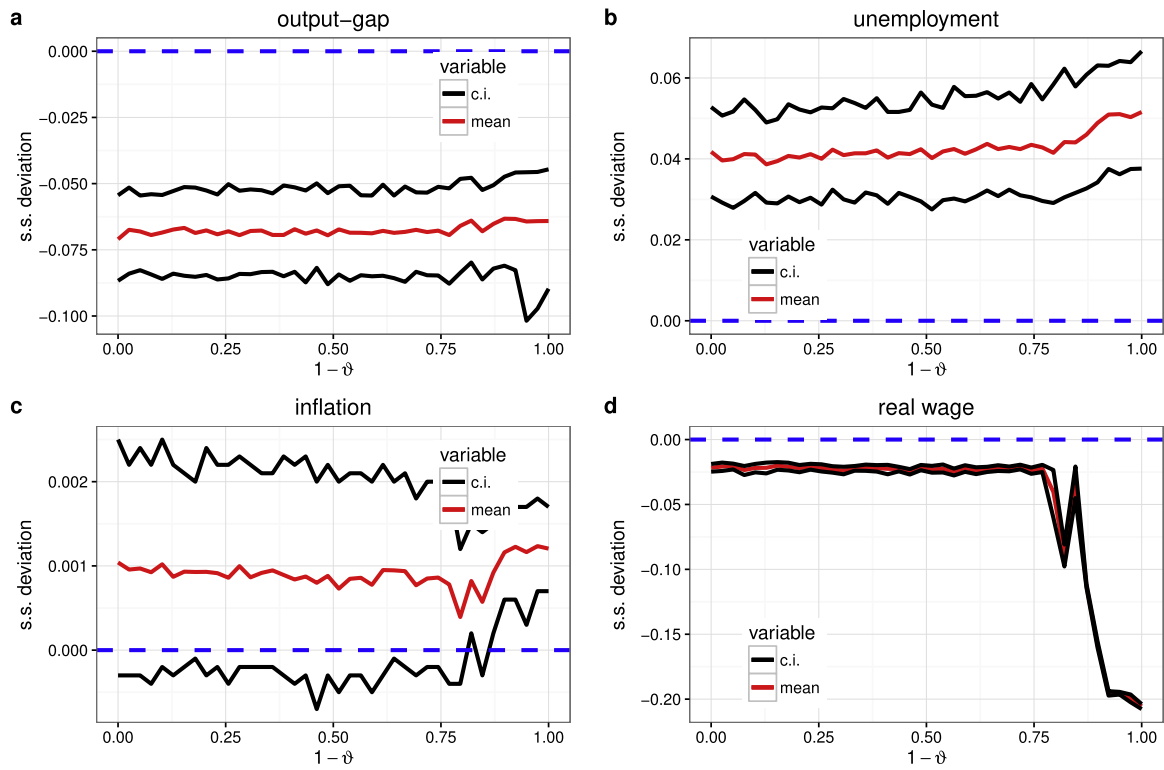 a
output−gap
0.000
−0.025
−0.050
−0.075
−0.100
s.s. deviation
variable
c.i.
mean
0.00 0.25 0.50 0.75 1.00
1 − ϑ
b
unemployment
0.06
0.04
0.02
0.00
s.s. deviation
variable
c.i.
mean
0.00 0.25 0.50 0.75 1.00
1 − ϑ
c
inflation
0.002
0.001
0.000
s.s. deviation
variable
c.i.
mean
0.00 0.25 0.50 0.75 1.00
1 − ϑ
d
real wage
0.00
−0.05
−0.10
−0.15
−0.20
s.s. deviation
variable
c.i.
mean
0.00 0.25 0.50 0.75 1.00
1 − ϑ